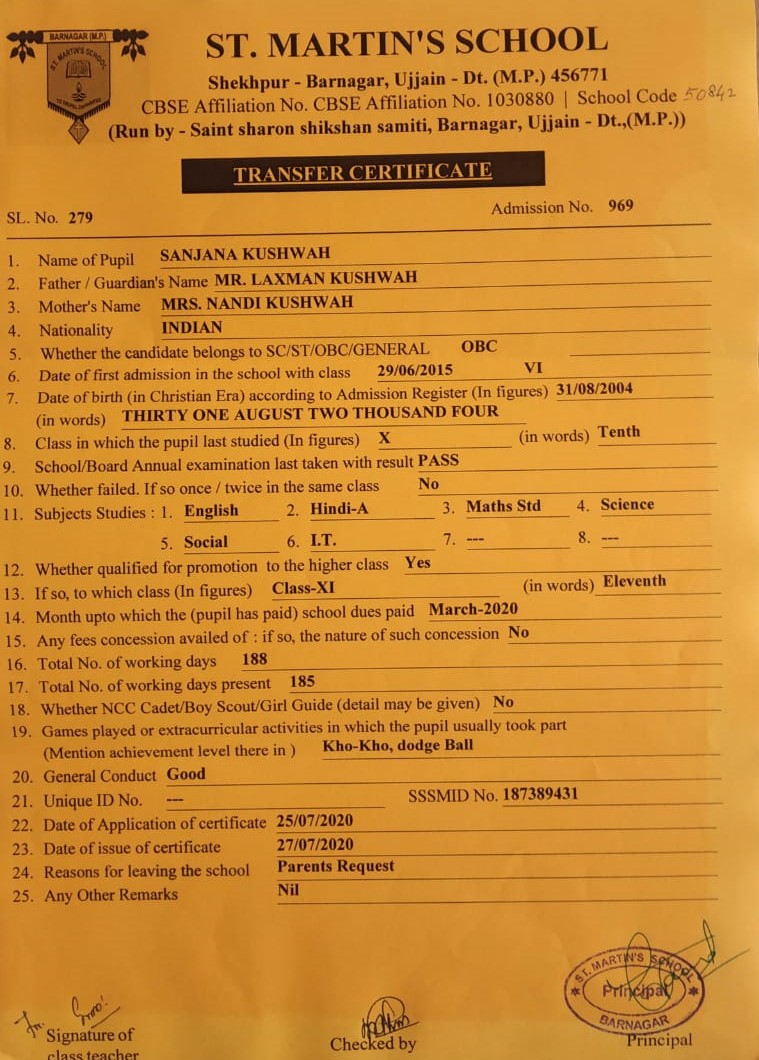 BARNAGAR (M.P.)
ST. MARTIN'S SCHOOL
ST. MARTIN'S SCHOOL
Shekhpur - Barnagar, Ujjain - Dt. (M.P.) 456771
CBSE Affiliation No. CBSE Affiliation No. 1030880 | School Code 50842
(Run by - Saint sharon shikshan samiti, Barnagar, Ujjain - Dt.,(M.P.))
TRANSFER CERTIFICATE
SL. No. 279 Admission No. 969
1. Name of Pupil SANJANA KUSHWAH
2. Father / Guardian's Name MR. LAXMAN KUSHWAH
3. Mother's Name MRS. NANDI KUSHWAH
4. Nationality INDIAN
5. Whether the candidate belongs to SC/ST/OBC/GENERAL OBC
6. Date of first admission in the school with class 29/06/2015 VI
7. Date of birth (in Christian Era) according to Admission Register (In figures) 31/08/2004
(in words) THIRTY ONE AUGUST TWO THOUSAND FOUR
8. Class in which the pupil last studied (In figures) X (in words) Tenth
9. School/Board Annual examination last taken with result PASS
10. Whether failed. If so once / twice in the same class No
11. Subjects Studies : 1. English 2. Hindi-A 3. Maths Std 4. Science
5. Social 6. I.T. 7. --- 8. ---
12. Whether qualified for promotion to the higher class Yes
13. If so, to which class (In figures) Class-XI (in words) Eleventh
14. Month upto which the (pupil has paid) school dues paid March-2020
15. Any fees concession availed of : if so, the nature of such concession No
16. Total No. of working days 188
17. Total No. of working days present 185
18. Whether NCC Cadet/Boy Scout/Girl Guide (detail may be given) No
19. Games played or extracurricular activities in which the pupil usually took part
(Mention achievement level there in ) Kho-Kho, dodge Ball
20. General Conduct Good
21. Unique ID No. --- SSSMID No. 187389431
22. Date of Application of certificate 25/07/2020
23. Date of issue of certificate 27/07/2020
24. Reasons for leaving the school Parents Request
25. Any Other Remarks Nil
ST. MARTIN'S SCHOOL
Principal
BARNAGAR
Signature of
class teacher
Checked by
Principal